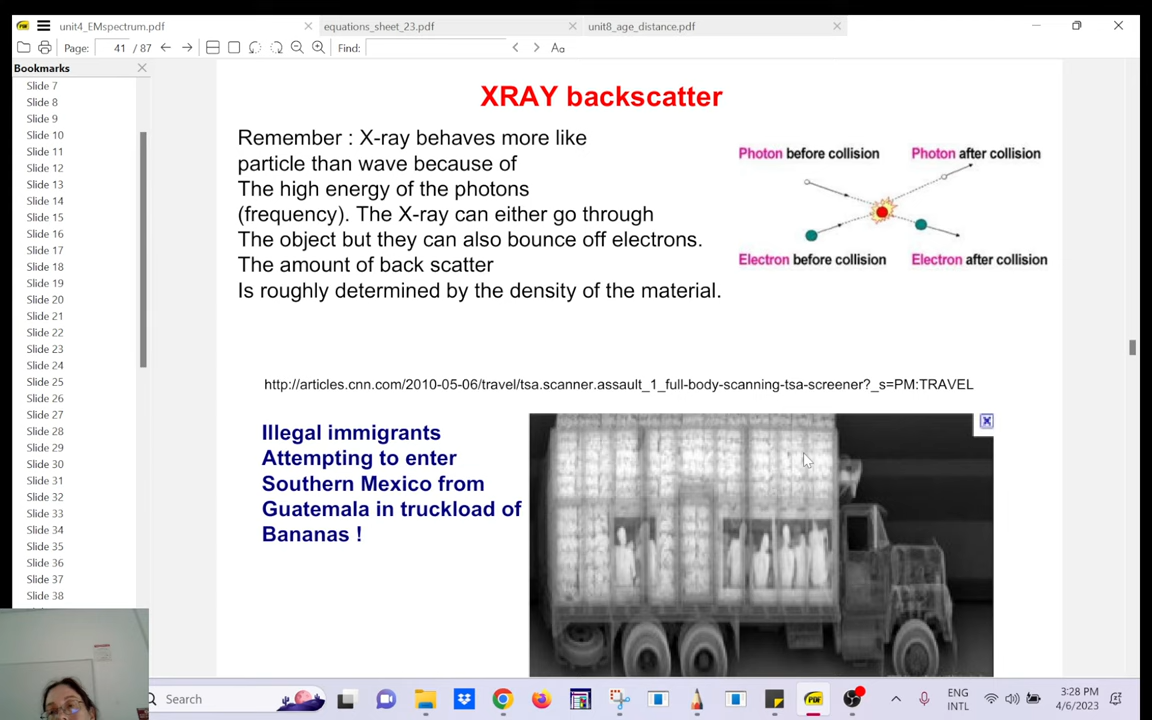 unit4_EMspectrum.pdf
equations_sheet_23.pdf
unit8_age_distance.pdf
Page: 41 / 87
Find:
Aa
Bookmarks
Slide 7
Slide 8
Slide 9
Slide 10
Slide 11
Slide 12
Slide 13
Slide 14
Slide 15
Slide 16
Slide 17
Slide 18
Slide 19
Slide 20
Slide 21
Slide 22
Slide 23
Slide 24
Slide 25
Slide 26
Slide 27
Slide 28
Slide 29
Slide 30
Slide 31
Slide 32
Slide 33
Slide 34
Slide 35
Slide 36
Slide 37
Slide 38
XRAY backscatter
Remember : X-ray behaves more like
particle than wave because of
The high energy of the photons
(frequency). The X-ray can either go through
The object but they can also bounce off electrons.
The amount of back scatter
Is roughly determined by the density of the material.
Photon before collision
Photon after collision
Electron before collision
Electron after collision
http://articles.cnn.com/2010-05-06/travel/tsa.scanner.assault_1_full-body-scanning-tsa-screener?_s=PM:TRAVEL
Illegal immigrants
Attempting to enter
Southern Mexico from
Guatemala in truckload of
Bananas !
Search
PDF
ENG
INTL
3:28 PM
4/6/2023